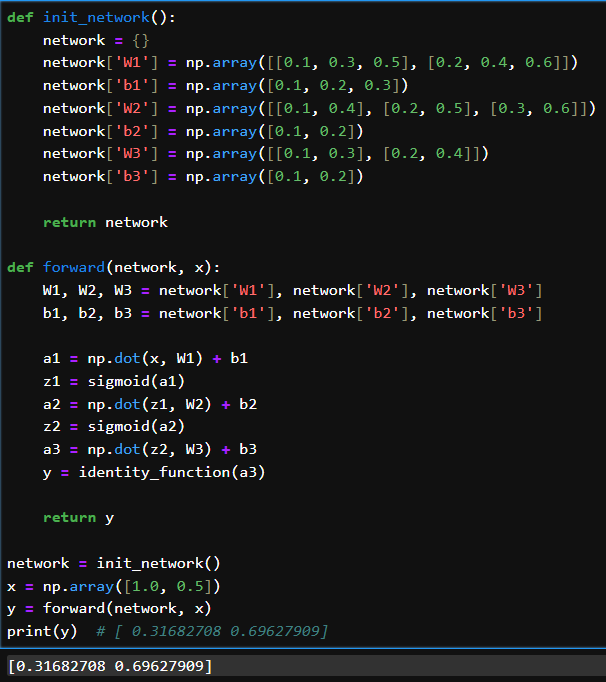 def init_network():
    network = {}
    network['W1'] = np.array([[0.1, 0.3, 0.5], [0.2, 0.4, 0.6]])
    network['b1'] = np.array([0.1, 0.2, 0.3])
    network['W2'] = np.array([[0.1, 0.4], [0.2, 0.5], [0.3, 0.6]])
    network['b2'] = np.array([0.1, 0.2])
    network['W3'] = np.array([[0.1, 0.3], [0.2, 0.4]])
    network['b3'] = np.array([0.1, 0.2])

    return network

def forward(network, x):
    W1, W2, W3 = network['W1'], network['W2'], network['W3']
    b1, b2, b3 = network['b1'], network['b2'], network['b3']

    a1 = np.dot(x, W1) + b1
    z1 = sigmoid(a1)
    a2 = np.dot(z1, W2) + b2
    z2 = sigmoid(a2)
    a3 = np.dot(z2, W3) + b3
    y = identity_function(a3)

    return y

network = init_network()
x = np.array([1.0, 0.5])
y = forward(network, x)
print(y)  # [ 0.31682708 0.69627909]
[0.31682708 0.69627909]